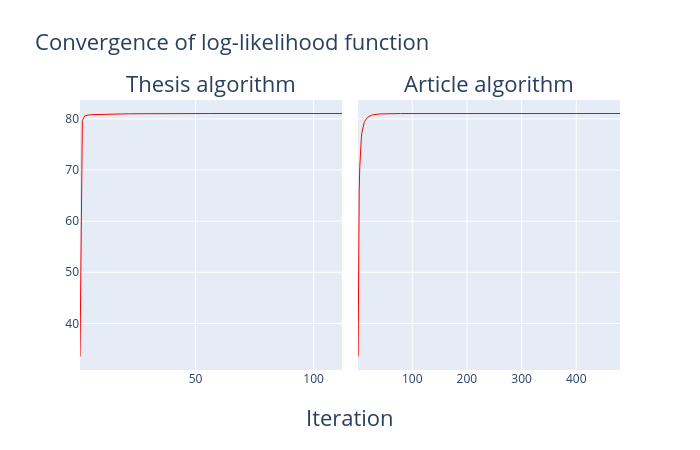 Convergence of log-likelihood function
Thesis algorithm
Article algorithm
80
70
60
50
40
50
100
100
200
300
400
Iteration